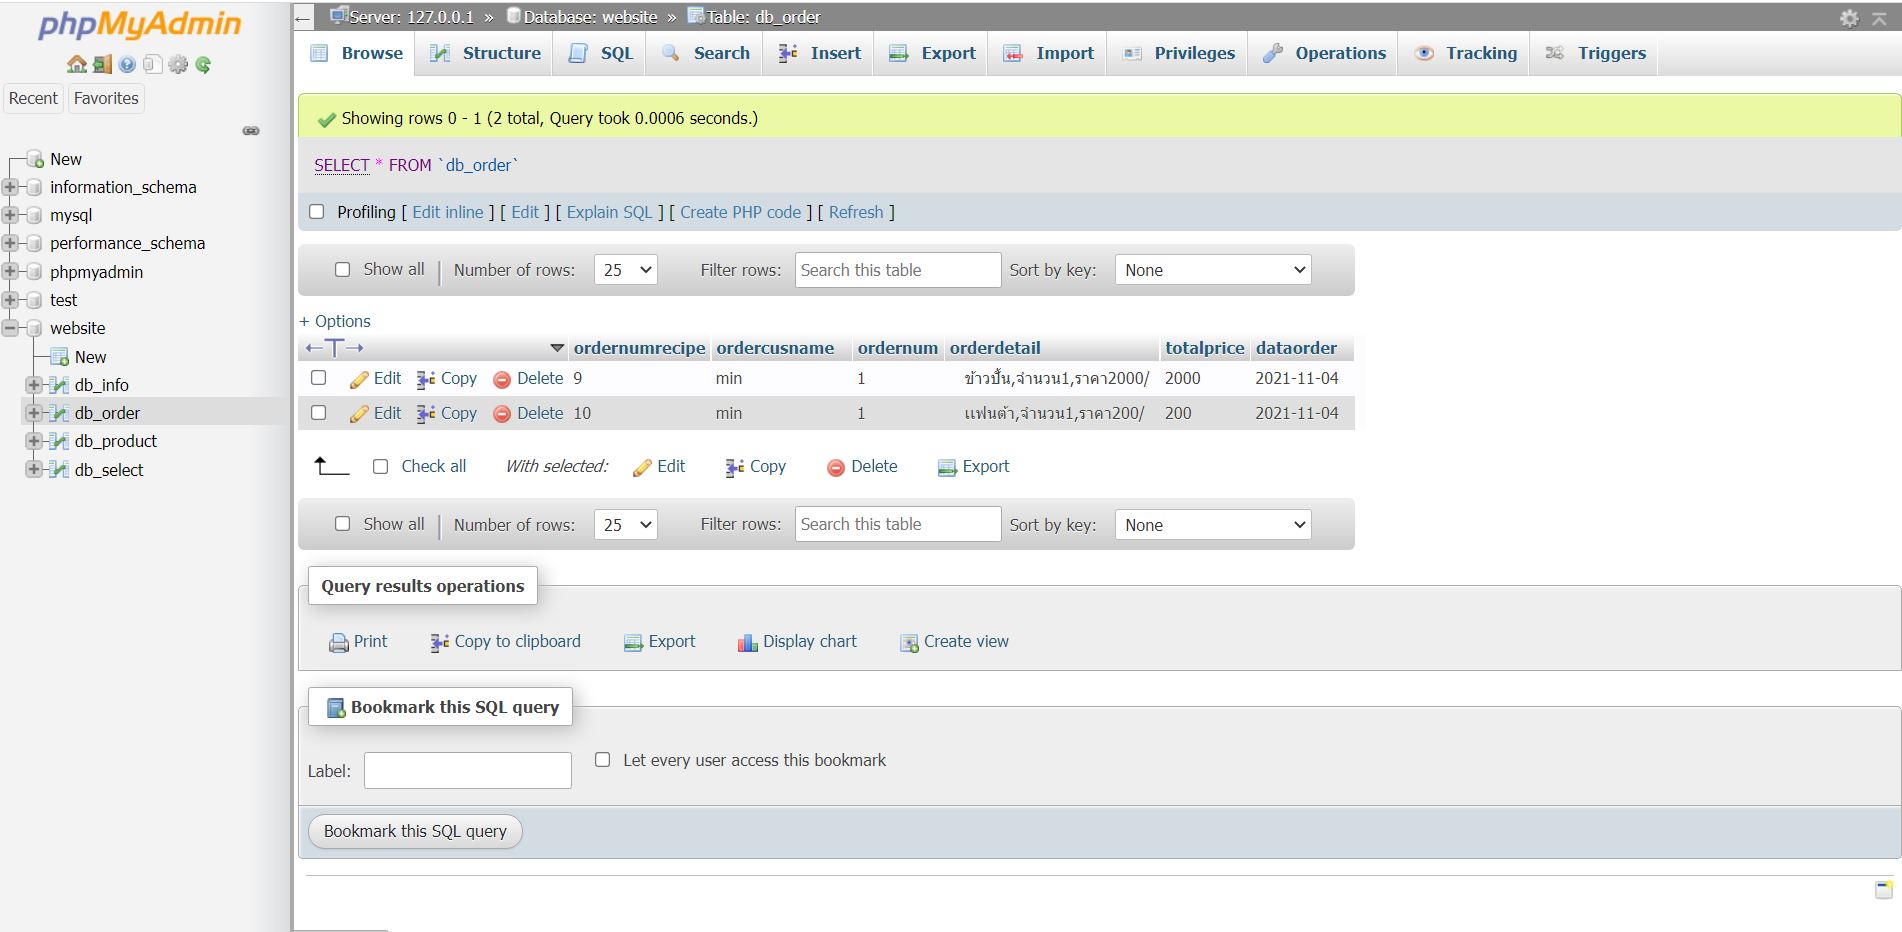 phpMyAdmin
Recent Favorites
New
information_schema
mysql
performance_schema
phpmyadmin
test
website
New
db_info
db_order
db_product
db_select
Server: 127.0.0.1 » Database: website » Table: db_order
Browse Structure SQL Search Insert Export Import Privileges Operations Tracking Triggers
Showing rows 0 - 1 (2 total, Query took 0.0006 seconds.)
SELECT * FROM `db_order`
Profiling [ Edit inline ] [ Edit ] [ Explain SQL ] [ Create PHP code ] [ Refresh ]
Show all | Number of rows: 25 Filter rows: Search this table Sort by key: None
+ Options
←T→ ordernumrecipe ordercusname ordernum orderdetail totalprice dataorder
Edit Copy Delete 9 min 1 ข้าวปั้น,จำนวน1,ราคา2000/ 2000 2021-11-04
Edit Copy Delete 10 min 1 แฟนต้า,จำนวน1,ราคา200/ 200 2021-11-04
Check all With selected: Edit Copy Delete Export
Show all | Number of rows: 25 Filter rows: Search this table Sort by key: None
Query results operations
Print Copy to clipboard Export Display chart Create view
Bookmark this SQL query
Label: Let every user access this bookmark
Bookmark this SQL query